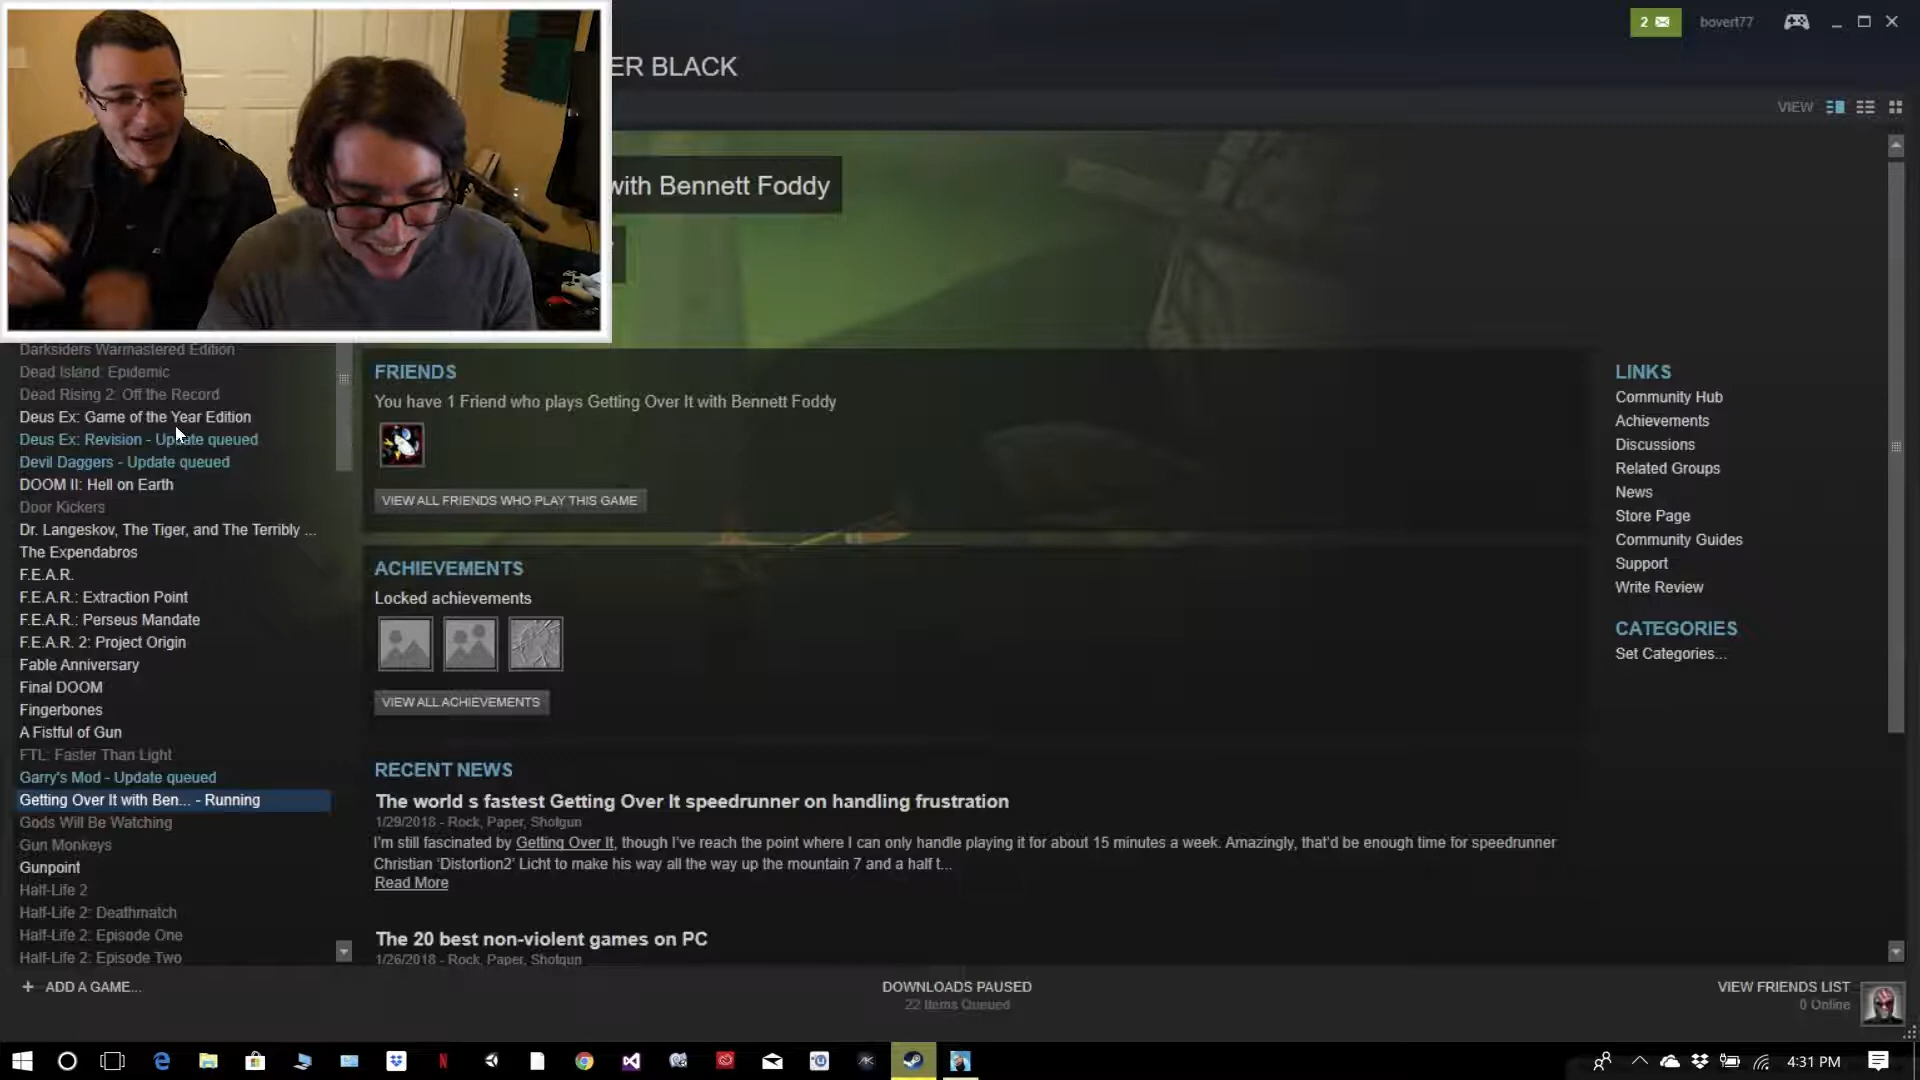 2
bovert77
ER BLACK
VIEW
with Bennett Foddy
Darksiders Warmastered Edition
Dead Island: Epidemic
Dead Rising 2: Off the Record
Deus Ex: Game of the Year Edition
Deus Ex: Revision - Update queued
Devil Daggers - Update queued
DOOM II: Hell on Earth
Door Kickers
Dr. Langeskov, The Tiger, and The Terribly ...
The Expendabros
F.E.A.R.
F.E.A.R.: Extraction Point
F.E.A.R.: Perseus Mandate
F.E.A.R. 2: Project Origin
Fable Anniversary
Final DOOM
Fingerbones
A Fistful of Gun
FTL: Faster Than Light
Garry's Mod - Update queued
Getting Over It with Ben... - Running
Gods Will Be Watching
Gun Monkeys
Gunpoint
Half-Life 2
Half-Life 2: Deathmatch
Half-Life 2: Episode One
Half-Life 2: Episode Two
FRIENDS
You have 1 Friend who plays Getting Over It with Bennett Foddy
VIEW ALL FRIENDS WHO PLAY THIS GAME
ACHIEVEMENTS
Locked achievements
VIEW ALL ACHIEVEMENTS
RECENT NEWS
The world s fastest Getting Over It speedrunner on handling frustration
1/29/2018 - Rock, Paper, Shotgun
I'm still fascinated by Getting Over It, though I've reach the point where I can only handle playing it for about 15 minutes a week. Amazingly, that'd be enough time for speedrunner
Christian 'Distortion2' Licht to make his way all the way up the mountain 7 and a half t...
Read More
The 20 best non-violent games on PC
1/26/2018 - Rock, Paper, Shotgun
LINKS
Community Hub
Achievements
Discussions
Related Groups
News
Store Page
Community Guides
Support
Write Review
CATEGORIES
Set Categories...
+ ADD A GAME...
DOWNLOADS PAUSED
22 Items Queued
VIEW FRIENDS LIST
0 Online
4:31 PM